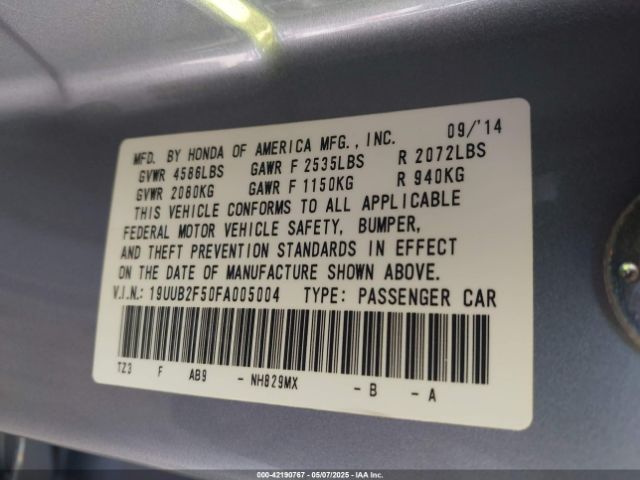 MFD. BY HONDA OF AMERICA MFG., INC. 09/'14
GVWR 4586LBS GAWR F 2535LBS R 2072LBS
GVWR 2080KG GAWR F 1150KG R 940KG
THIS VEHICLE CONFORMS TO ALL APPLICABLE
FEDERAL MOTOR VEHICLE SAFETY, BUMPER,
AND THEFT PREVENTION STANDARDS IN EFFECT
ON THE DATE OF MANUFACTURE SHOWN ABOVE.
V.I.N.: 19UUB2F50FA005004 TYPE: PASSENGER CAR
TZ3 F AB9 - NH829MX - B - A
000-42190767 - 05/07/2025 - IAA Inc.